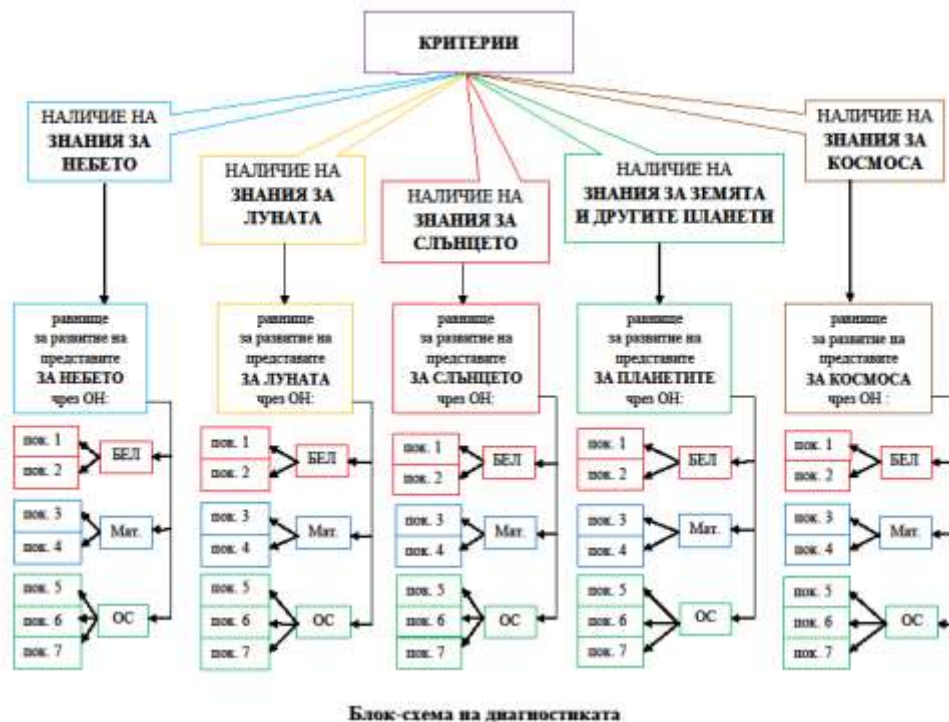 КРИТЕРИИ
НАЛИЧИЕ НА
ЗНАНИЯ ЗА
НЕБЕТО
НАЛИЧИЕ НА
ЗНАНИЯ ЗА
ЛУНАТА
НАЛИЧИЕ НА
ЗНАНИЯ ЗА
СЛЪНЦЕТО
НАЛИЧИЕ НА
ЗНАНИЯ ЗА ЗЕМЯТА
И ДРУГИТЕ ПЛАНЕТИ
НАЛИЧИЕ НА
ЗНАНИЯ ЗА
КОСМОСА
равнище
за развитие на
представите
ЗА НЕБЕТО
чрез ОН:
равнище
за развитие на
представите
ЗА ЛУНАТА
чрез ОН:
равнище
за развитие на
представите
ЗА СЛЪНЦЕТО
чрез ОН:
равнище
за развитие на
представите
ЗА ПЛАНЕТИТЕ
чрез ОН:
равнище
за развитие на
представите
ЗА КОСМОСА
чрез ОН :
пок. 1
пок. 2
БЕЛ
пок. 3
пок. 4
Мат.
пок. 5
пок. 6
пок. 7
ОС
пок. 1
пок. 2
БЕЛ
пок. 3
пок. 4
Мат.
пок. 5
пок. 6
пок. 7
ОС
пок. 1
пок. 2
БЕЛ
пок. 3
пок. 4
Мат.
пок. 5
пок. 6
пок. 7
ОС
пок. 1
пок. 2
БЕЛ
пок. 3
пок. 4
Мат.
пок. 5
пок. 6
пок. 7
ОС
пок. 1
пок. 2
БЕЛ
пок. 3
пок. 4
Мат.
пок. 5
пок. 6
пок. 7
ОС
Блок-схема на диагностиката